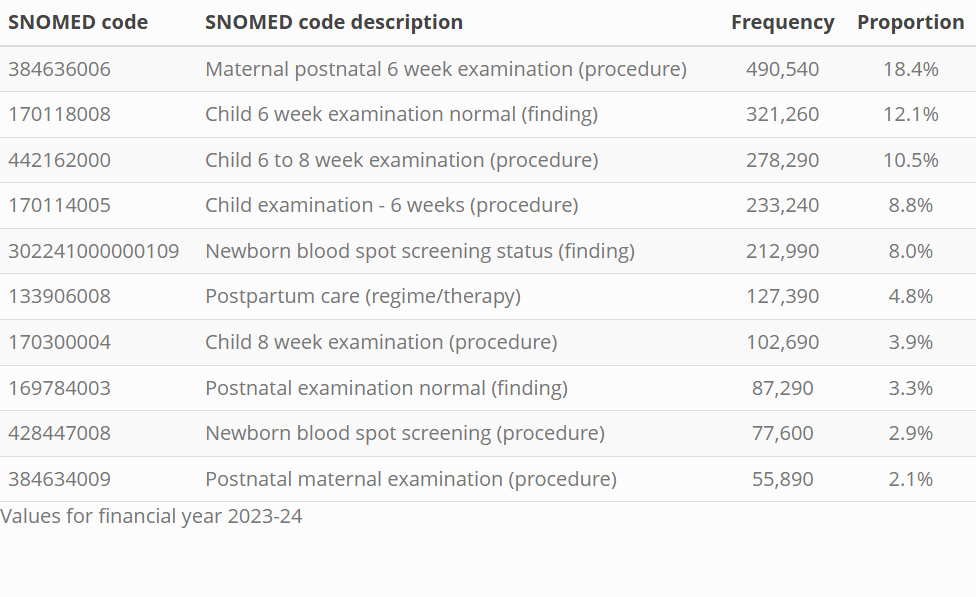 SNOMED code SNOMED code description Frequency Proportion
384636006 Maternal postnatal 6 week examination (procedure) 490,540 18.4%
170118008 Child 6 week examination normal (finding) 321,260 12.1%
442162000 Child 6 to 8 week examination (procedure) 278,290 10.5%
170114005 Child examination - 6 weeks (procedure) 233,240 8.8%
302241000000109 Newborn blood spot screening status (finding) 212,990 8.0%
133906008 Postpartum care (regime/therapy) 127,390 4.8%
170300004 Child 8 week examination (procedure) 102,690 3.9%
169784003 Postnatal examination normal (finding) 87,290 3.3%
428447008 Newborn blood spot screening (procedure) 77,600 2.9%
384634009 Postnatal maternal examination (procedure) 55,890 2.1%
Values for financial year 2023-24